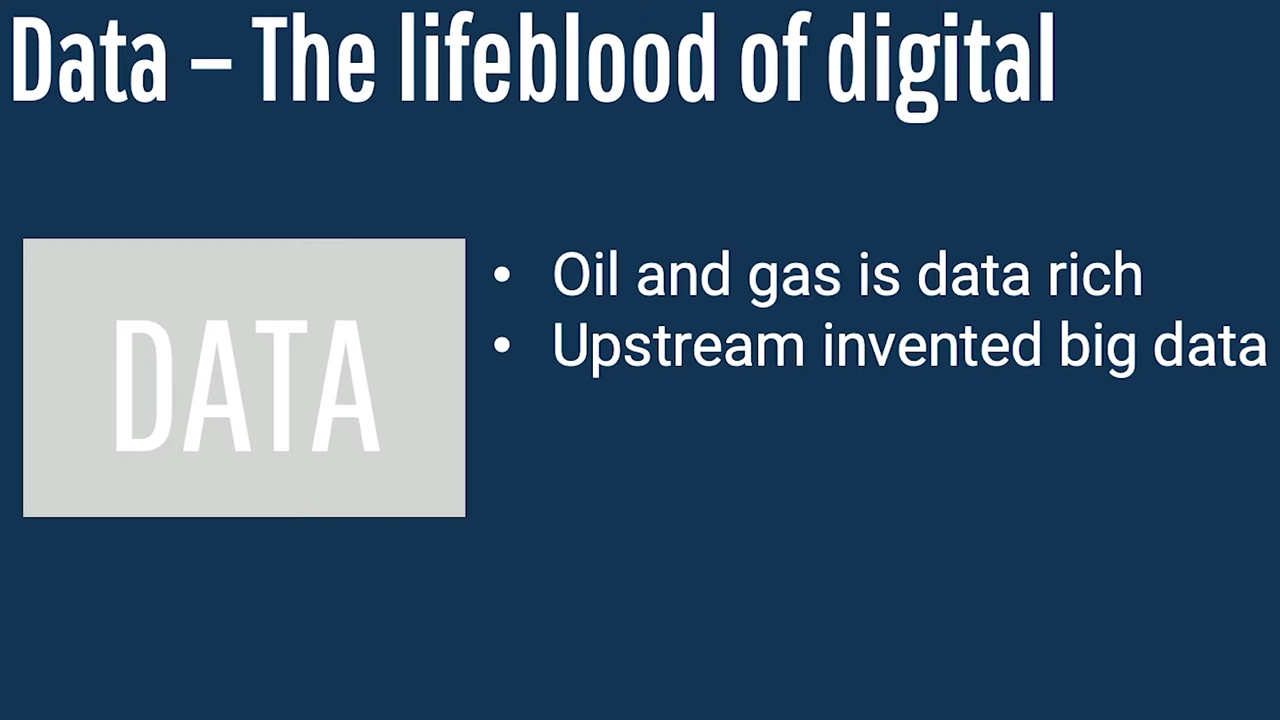 Data – The lifeblood of digital
DATA
• Oil and gas is data rich
• Upstream invented big data